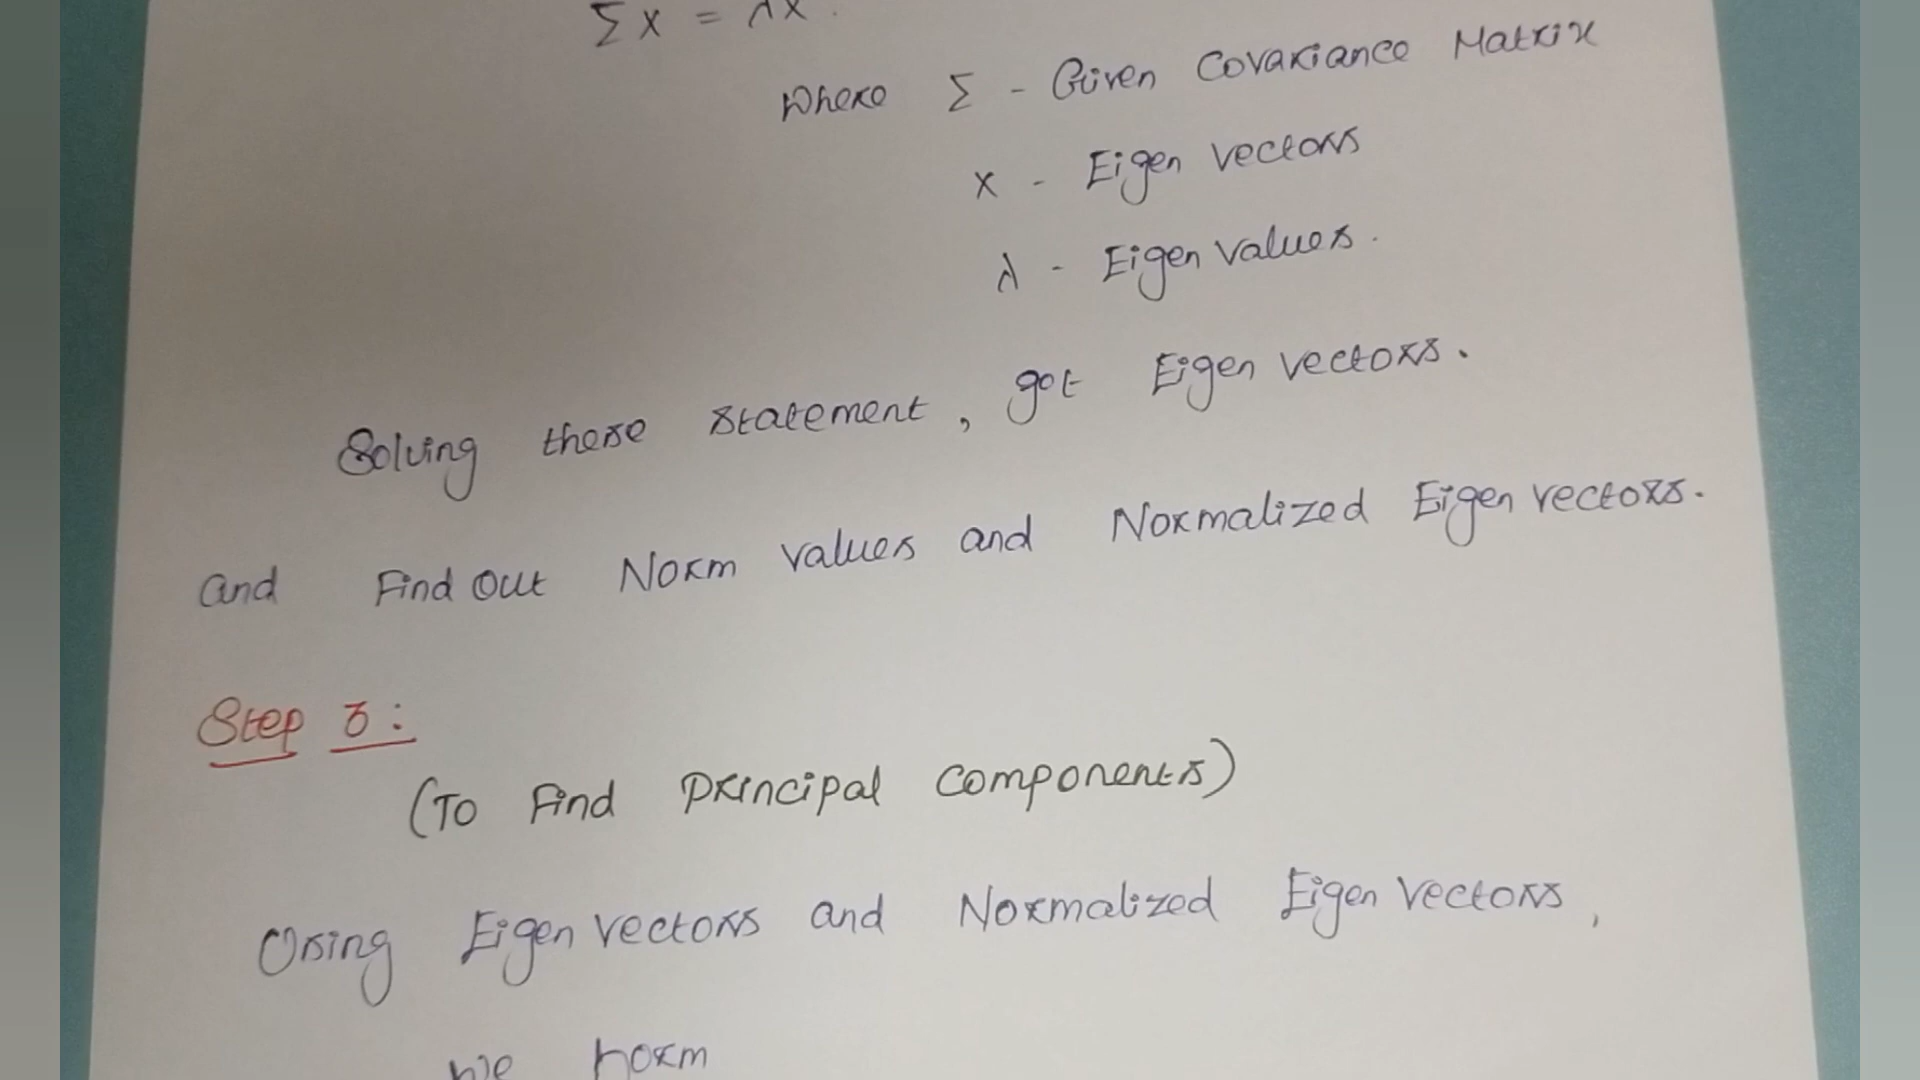 Σx = λx.
Where Σ - Given Covariance Matrix
x - Eigen vectors
λ - Eigen values.
Solving these statement, got Eigen vectors.
and Find out Norm values and Normalized Eigen vectors.
Step 3:
(To Find principal components)
Using Eigen vectors and Normalized Eigen vectors,
we norm